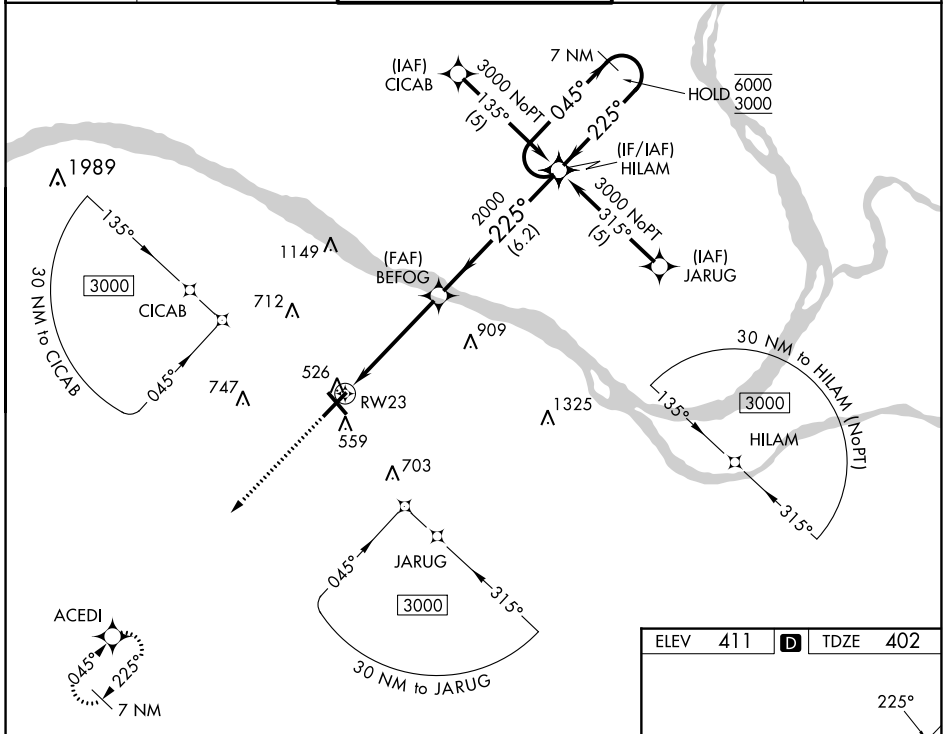 (IAF)
CICAB
3000 NoPT
135°
(5)
7 NM
045°
225°
HOLD
6000
3000
(IF/IAF)
HILAM
1989
2000
225°
(6.2)
3000 NoPT
315°
(5)
(IAF)
JARUG
135°
3000
CICAB
045°
30 NM to CICAB
1149
(FAF)
BEFOG
712
909
747
526
RW23
559
1325
30 NM to HILAM (NoPT)
3000
135°
HILAM
315°
703
045°
JARUG
3000
315°
30 NM to JARUG
ACEDI
045°
225°
7 NM
ELEV 411 D TDZE 402
225°